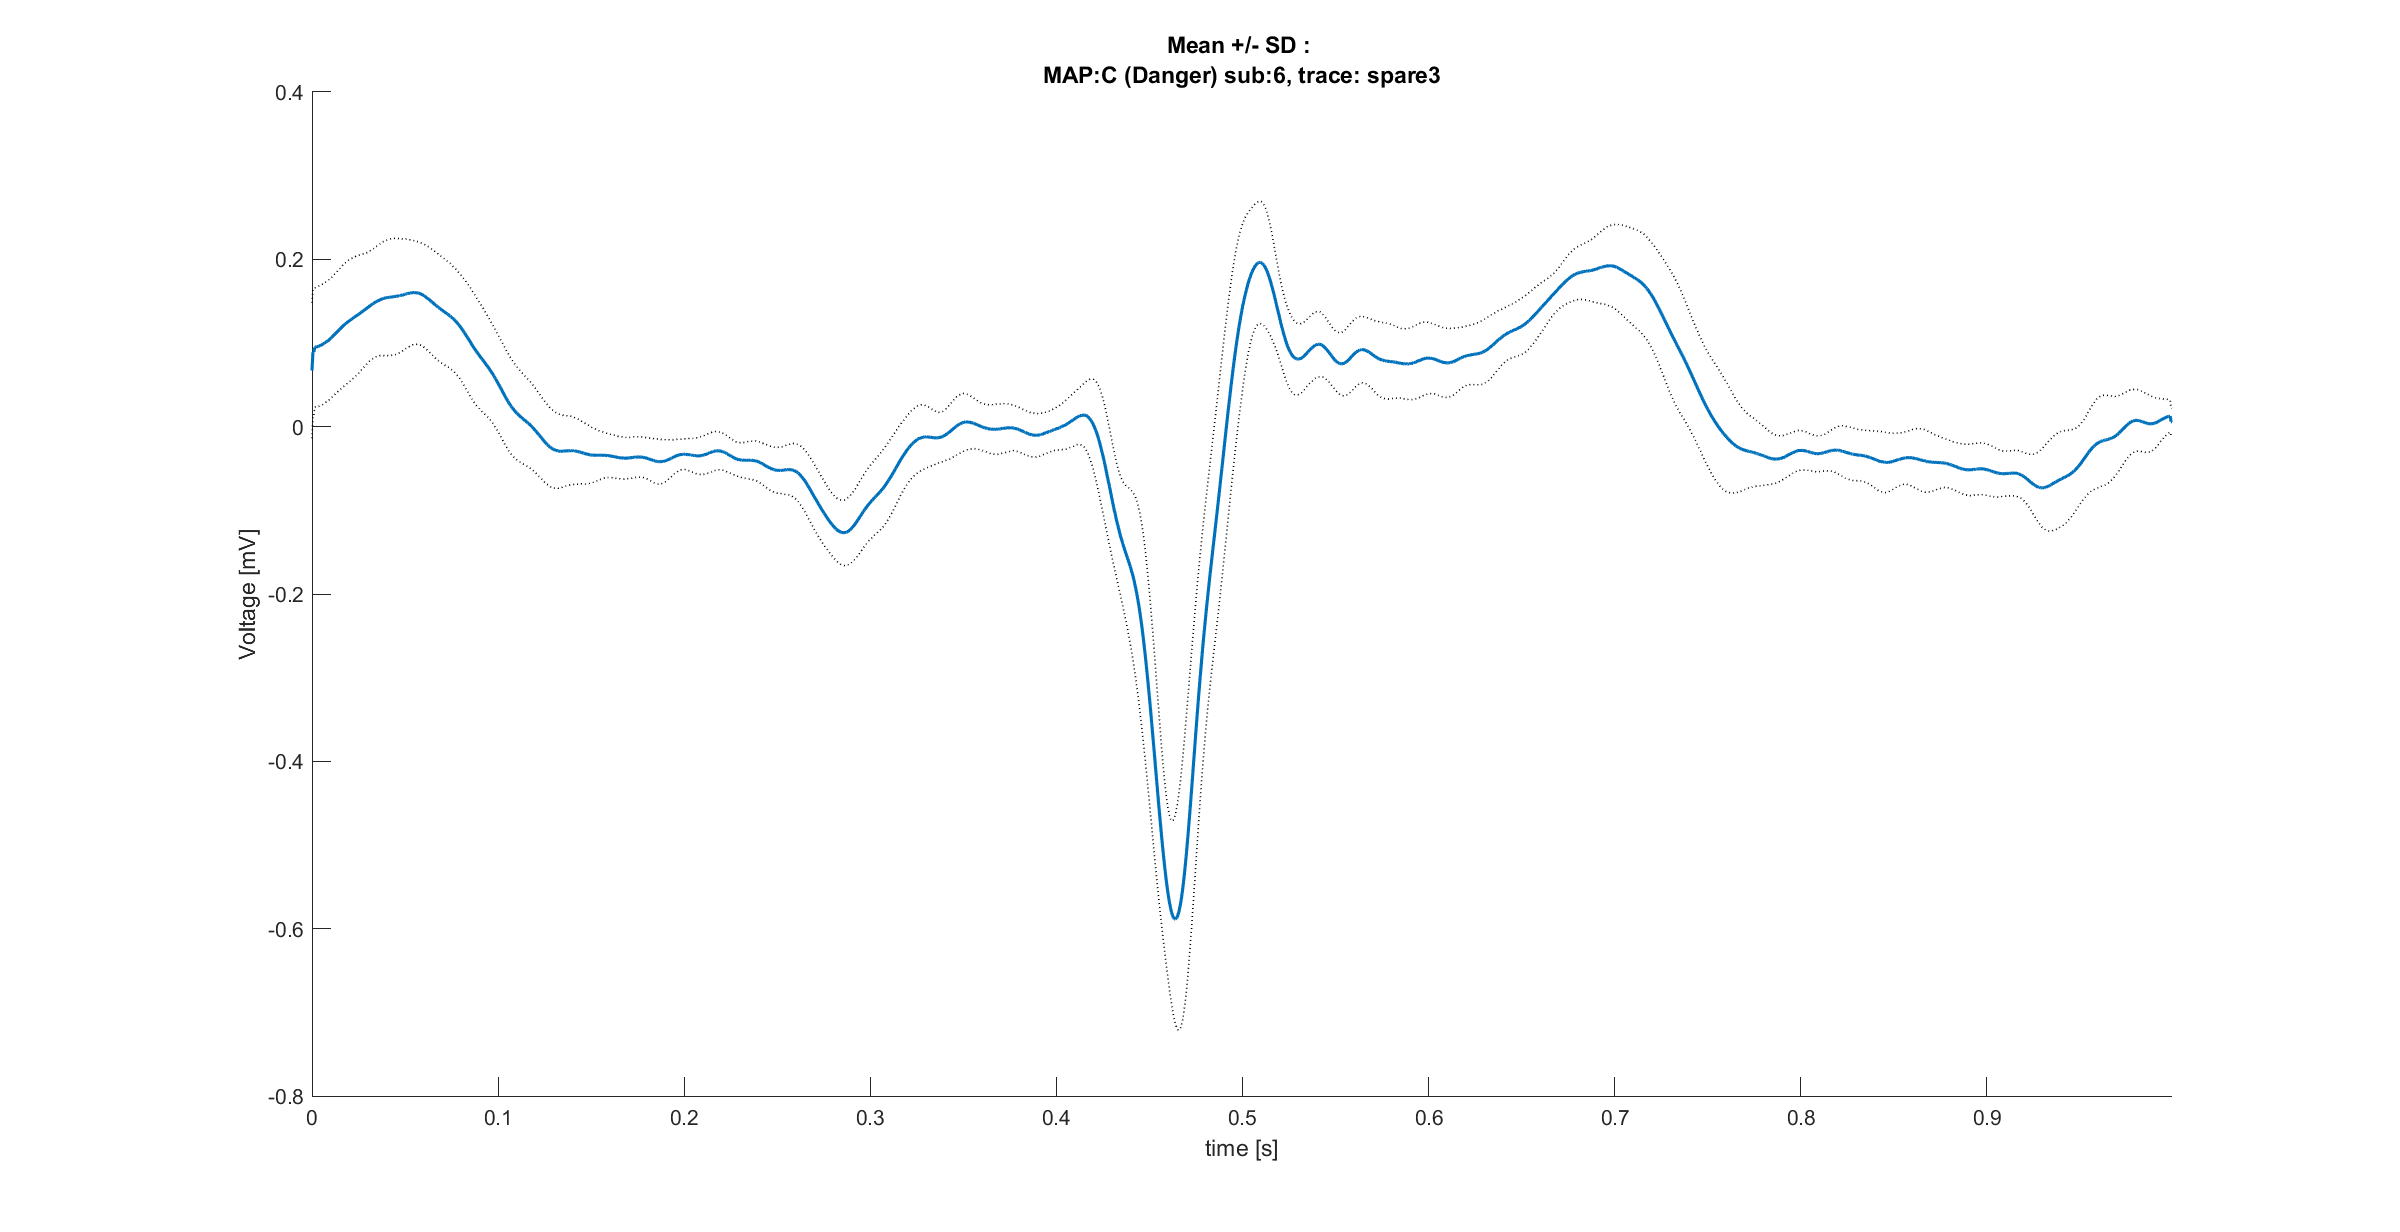 Mean +/- SD :
MAP:C (Danger) sub:6, trace: spare3
0.4
0.2
0
-0.2
-0.4
-0.6
-0.8
Voltage [mV]
0 0.1 0.2 0.3 0.4 0.5 0.6 0.7 0.8 0.9
time [s]